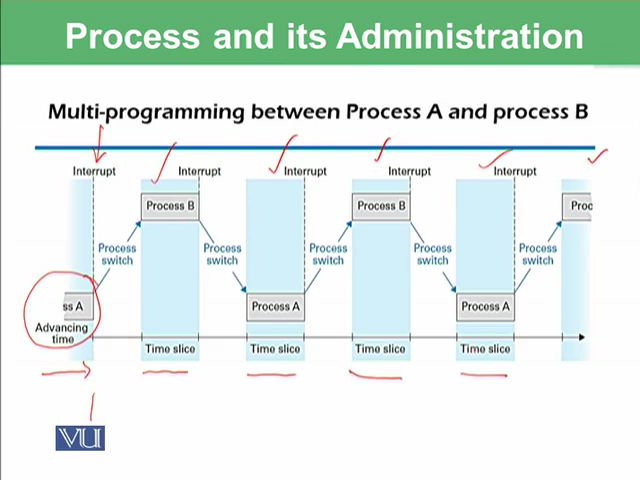 Process and its Administration
Multi-programming between Process A and process B
Interrupt Interrupt Interrupt Interrupt Interrupt
Process B Process B Proc
Process switch Process switch Process switch Process switch Process switch
ss A Process A Process A
Advancing time
Time slice Time slice Time slice Time slice
VU